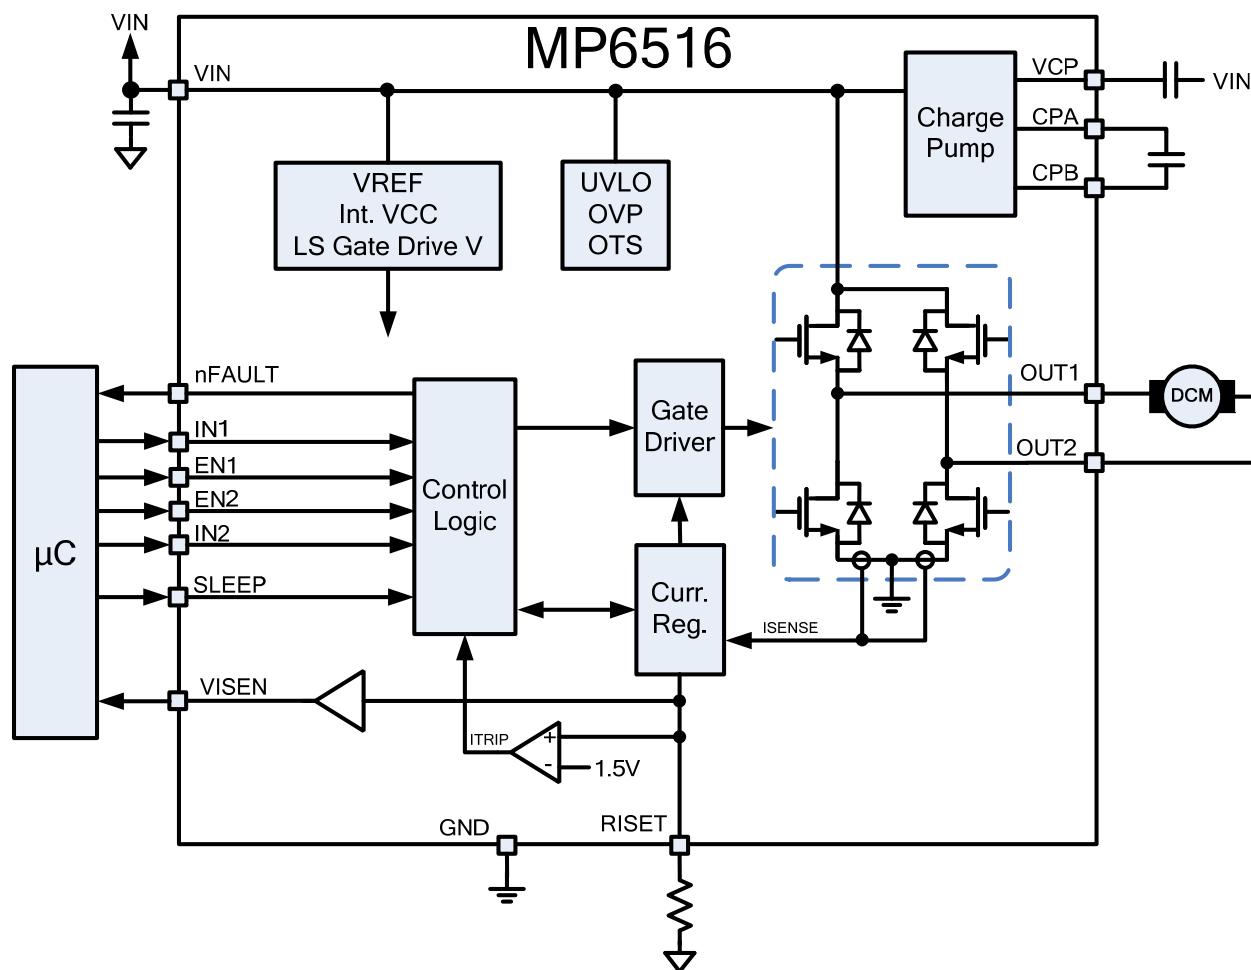 VIN
MP6516
VIN
VCP
VIN
Charge
Pump
CPA
CPB
VREF
Int. VCC
LS Gate Drive V
UVLO
OVP
OTS
nFAULT
OUT1
DCM
Gate
Driver
IN1
EN1
EN2
IN2
OUT2
Control
Logic
µC
SLEEP
Curr.
Reg.
ISENSE
VISEN
ITRIP
+
-
1.5V
GND
RISET